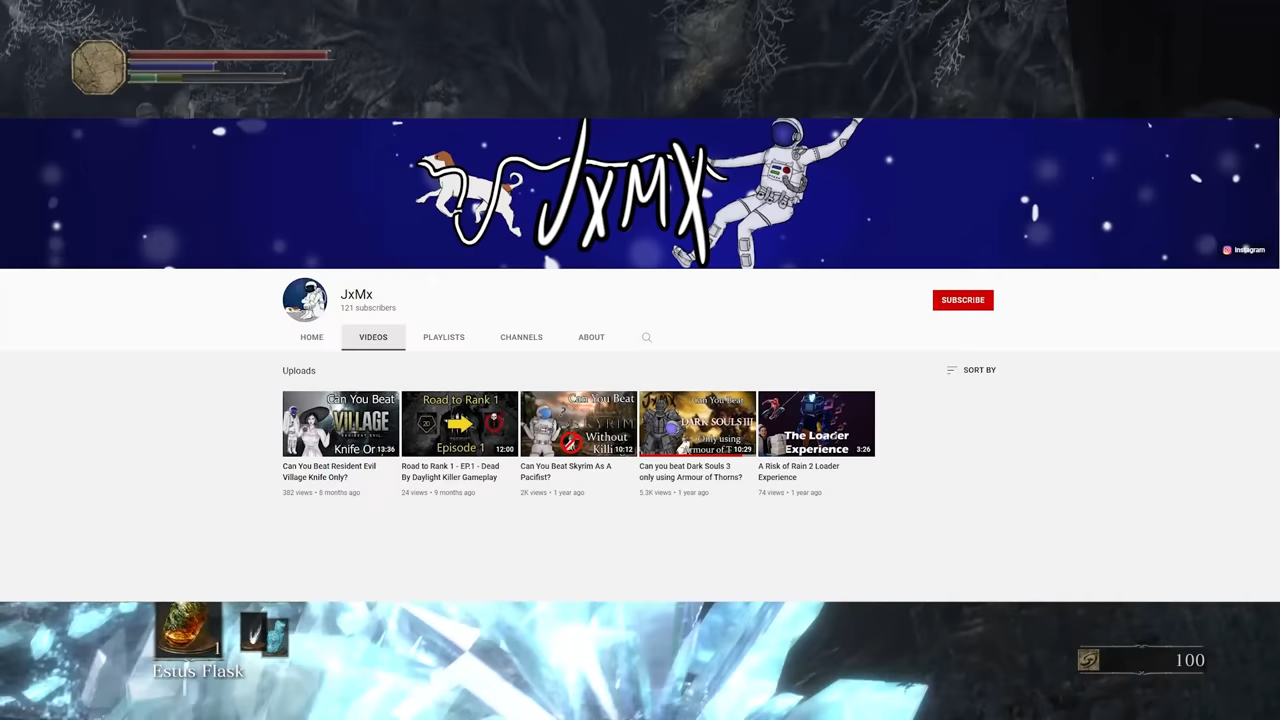 JxMx
Instagram
JxMx
121 subscribers
SUBSCRIBE
HOME VIDEOS PLAYLISTS CHANNELS ABOUT
Uploads
SORT BY
Can You Beat
VILLAGE
RESIDENT EVIL
Knife Or
13:36
Road to Rank 1
20
Episode 1
12:00
Can You Beat
SKYRIM
Without
Killi
10:12
Can You Beat
DARK SOULS III
Only using
Armour of T
10:29
The Loader
Experience
3:26
Can You Beat Resident Evil
Village Knife Only?
382 views • 8 months ago
Road to Rank 1 - EP.1 - Dead
By Daylight Killer Gameplay
24 views • 9 months ago
Can You Beat Skyrim As A
Pacifist?
2K views • 1 year ago
Can you beat Dark Souls 3
only using Armour of Thorns?
5.3K views • 1 year ago
A Risk of Rain 2 Loader
Experience
74 views • 1 year ago
1
Estus Flask
100